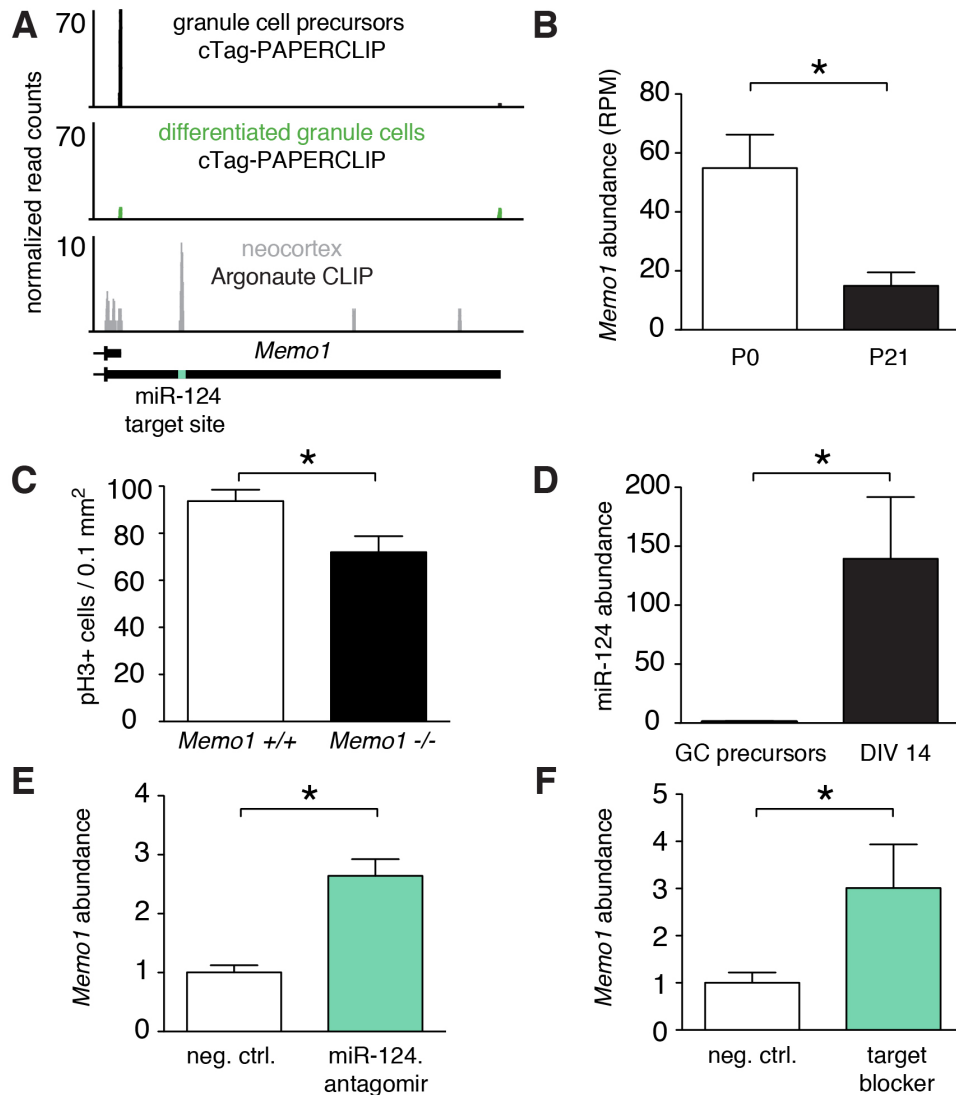 A
70
granule cell precursors
cTag-PAPERCLIP
70
differentiated granule cells
cTag-PAPERCLIP
normalized read counts
10
neocortex
Argonaute CLIP
Memo1
miR-124
target site
B
*
Memo1 abundance (RPM)
80
60
40
20
0
P0
P21
C
*
pH3+ cells / 0.1 mm²
100
80
60
40
20
0
Memo1 +/+
Memo1 -/-
D
*
miR-124 abundance
200
150
100
50
0
GC precursors
DIV 14
E
*
Memo1 abundance
4
3
2
1
0
neg. ctrl.
miR-124.
antagomir
F
*
Memo1 abundance
5
4
3
2
1
0
neg. ctrl.
target
blocker